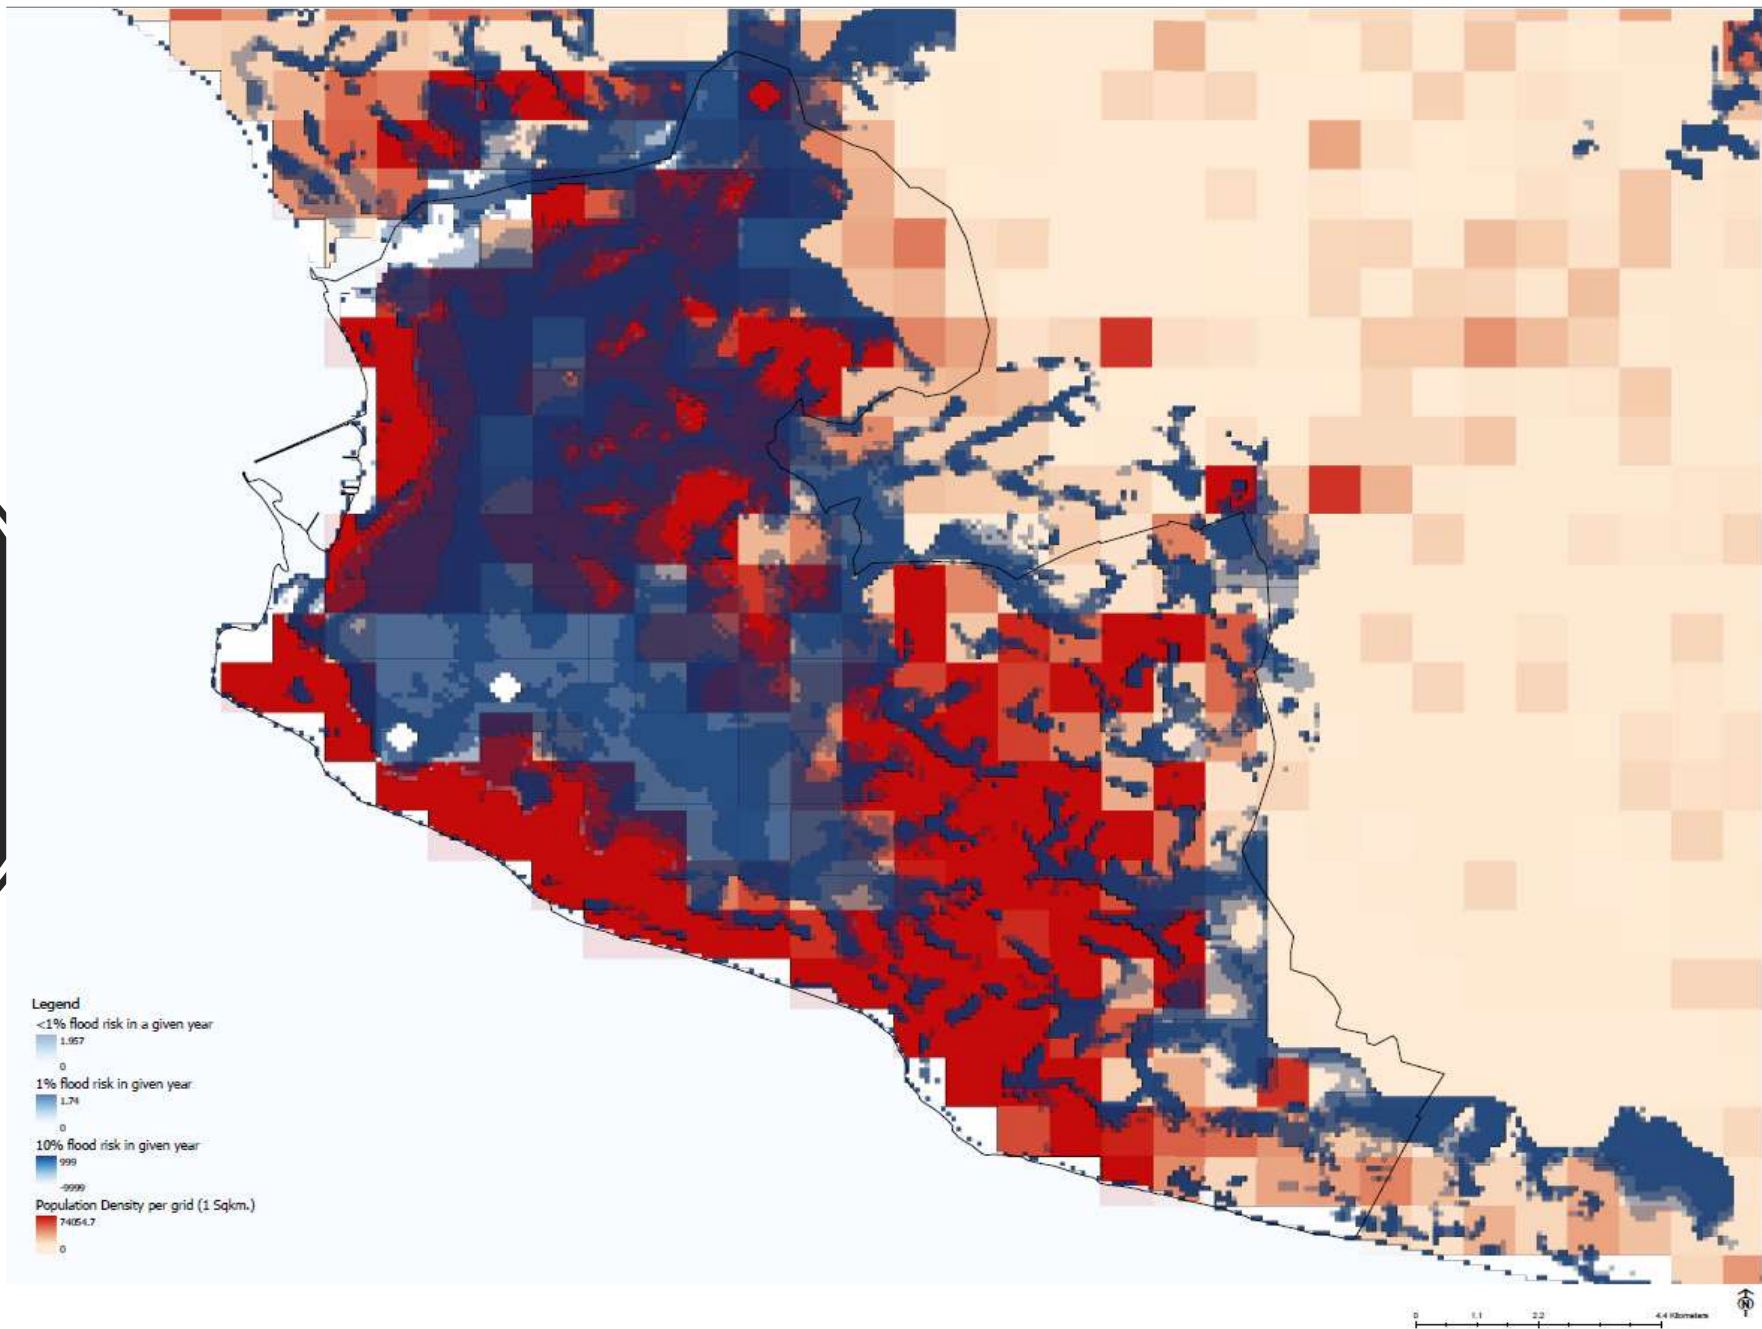 Legend
<1% flood risk in a given year
1.957
0
1% flood risk in given year
1.74
0
10% flood risk in given year
999
-9999
Population Density per grid (1 Sqkm.)
74054.7
0
0 1.1 2.2 4.4 Kilometers
N